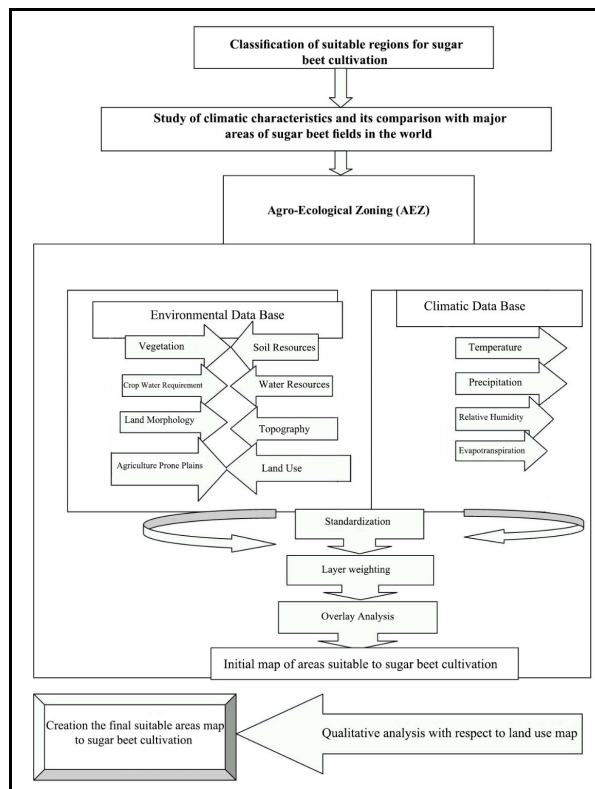 Classification of suitable regions for sugar
beet cultivation
Study of climatic characteristics and its comparison with major
areas of sugar beet fields in the world
Agro-Ecological Zoning (AEZ)
Environmental Data Base
Vegetation
Soil Resources
Crop Water Requirement
Water Resources
Land Morphology
Topography
Agriculture Prone Plains
Land Use
Climatic Data Base
Temperature
Precipitation
Relative Humidity
Evapotranspiration
Standardization
Layer weighting
Overlay Analysis
Initial map of areas suitable to sugar beet cultivation
Creation the final suitable areas map
to sugar beet cultivation
Qualitative analysis with respect to land use map